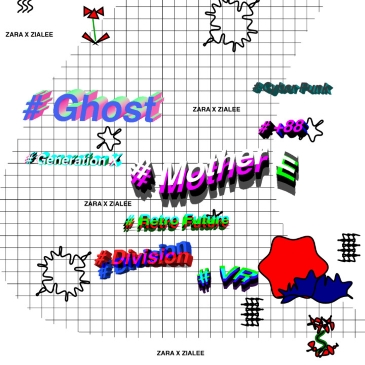 ZARA X ZIALEE
# Cyber Punk
# Ghost
ZARA X ZIALEE
# +88
# Generation X
# Mother E
ZARA X ZIALEE
# Retro Future
# Division
# VR
ZARA X ZIALEE